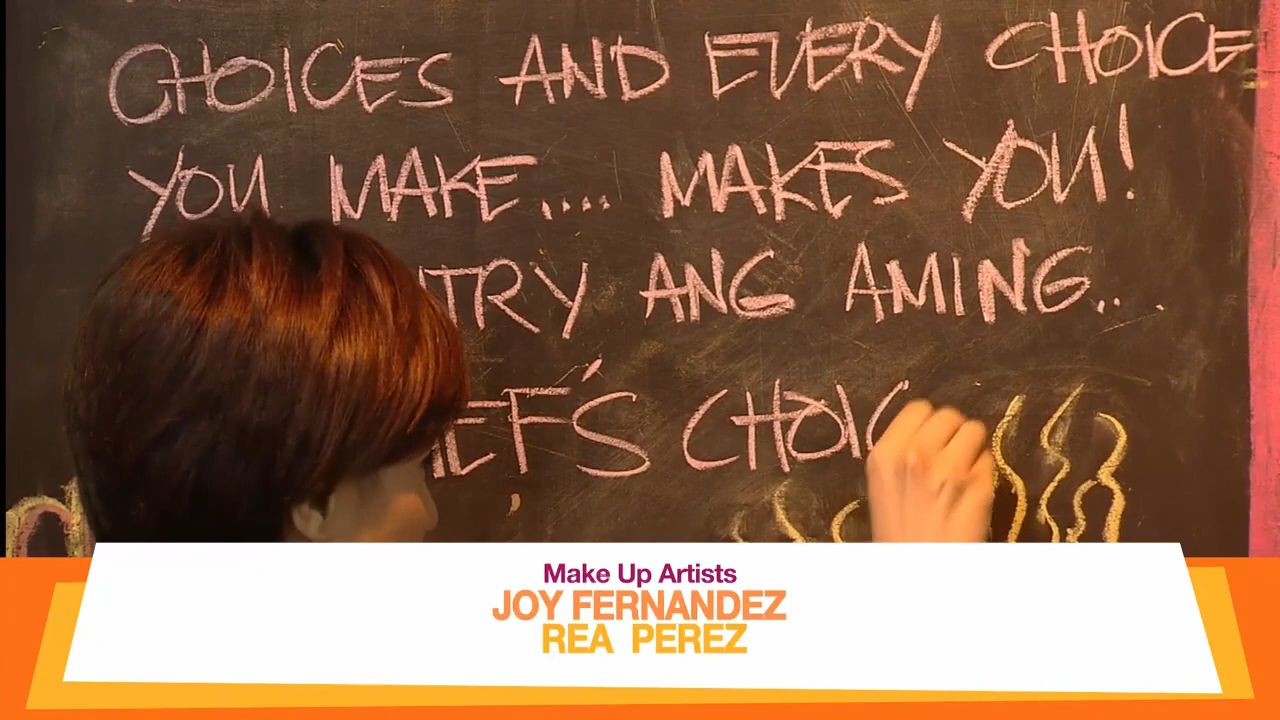 CHOICES AND EVERY CHOICE
YOU MAKE.... MAKES YOU!
TRY ANG AMING...
CHOIC
Make Up Artists
JOY FERNANDEZ
REA PEREZ